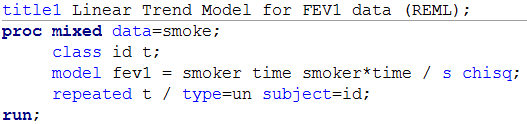 title1 Linear Trend Model for FEV1 data (REML);
proc mixed data=smoke;
class id t;
model fev1 = smoker time smoker*time / s chisq;
repeated t / type=un subject=id;
run;